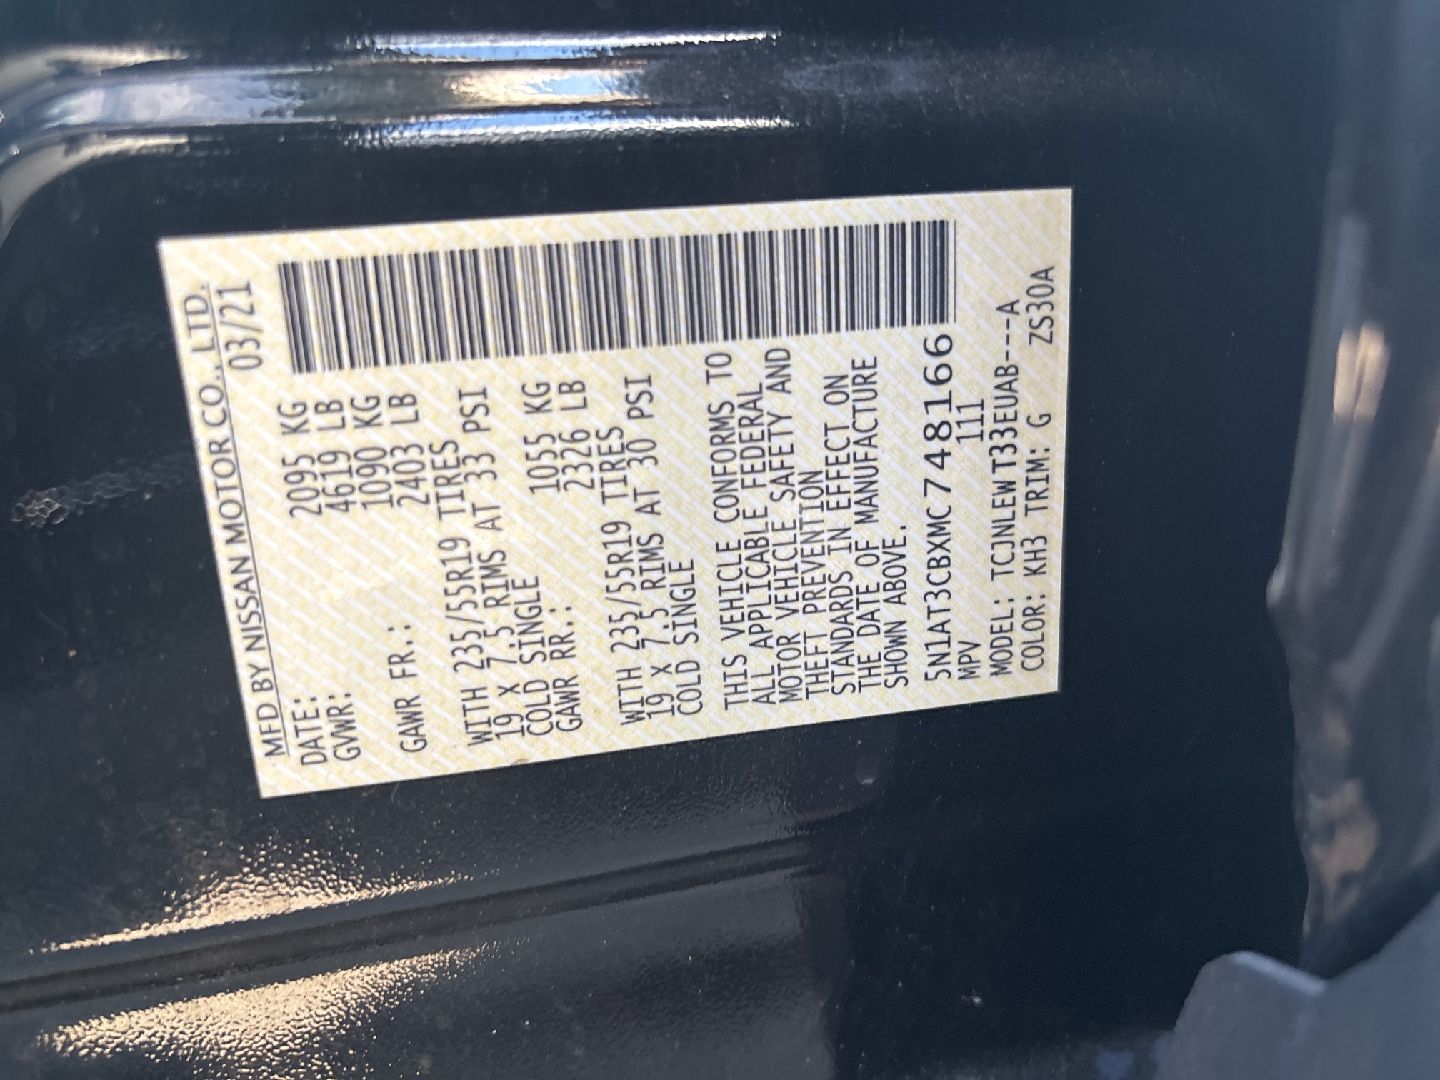 MFD BY NISSAN MOTOR CO., LTD.
DATE: 03/21
GVWR: 2095 KG
4619 LB
GAWR FR.: 1090 KG
2403 LB
WITH 235/55R19 TIRES
19 X 7.5 RIMS AT 33 PSI
COLD SINGLE
GAWR RR.: 1055 KG
2326 LB
WITH 235/55R19 TIRES
19 X 7.5 RIMS AT 30 PSI
COLD SINGLE
THIS VEHICLE CONFORMS TO
ALL APPLICABLE FEDERAL
MOTOR VEHICLE SAFETY AND
THEFT PREVENTION
STANDARDS IN EFFECT ON
THE DATE OF MANUFACTURE
SHOWN ABOVE.
5N1AT3CBXMC748166
MPV 111
MODEL: TCJNLEWT33EUAB---A
COLOR: KH3 TRIM: G ZS30A